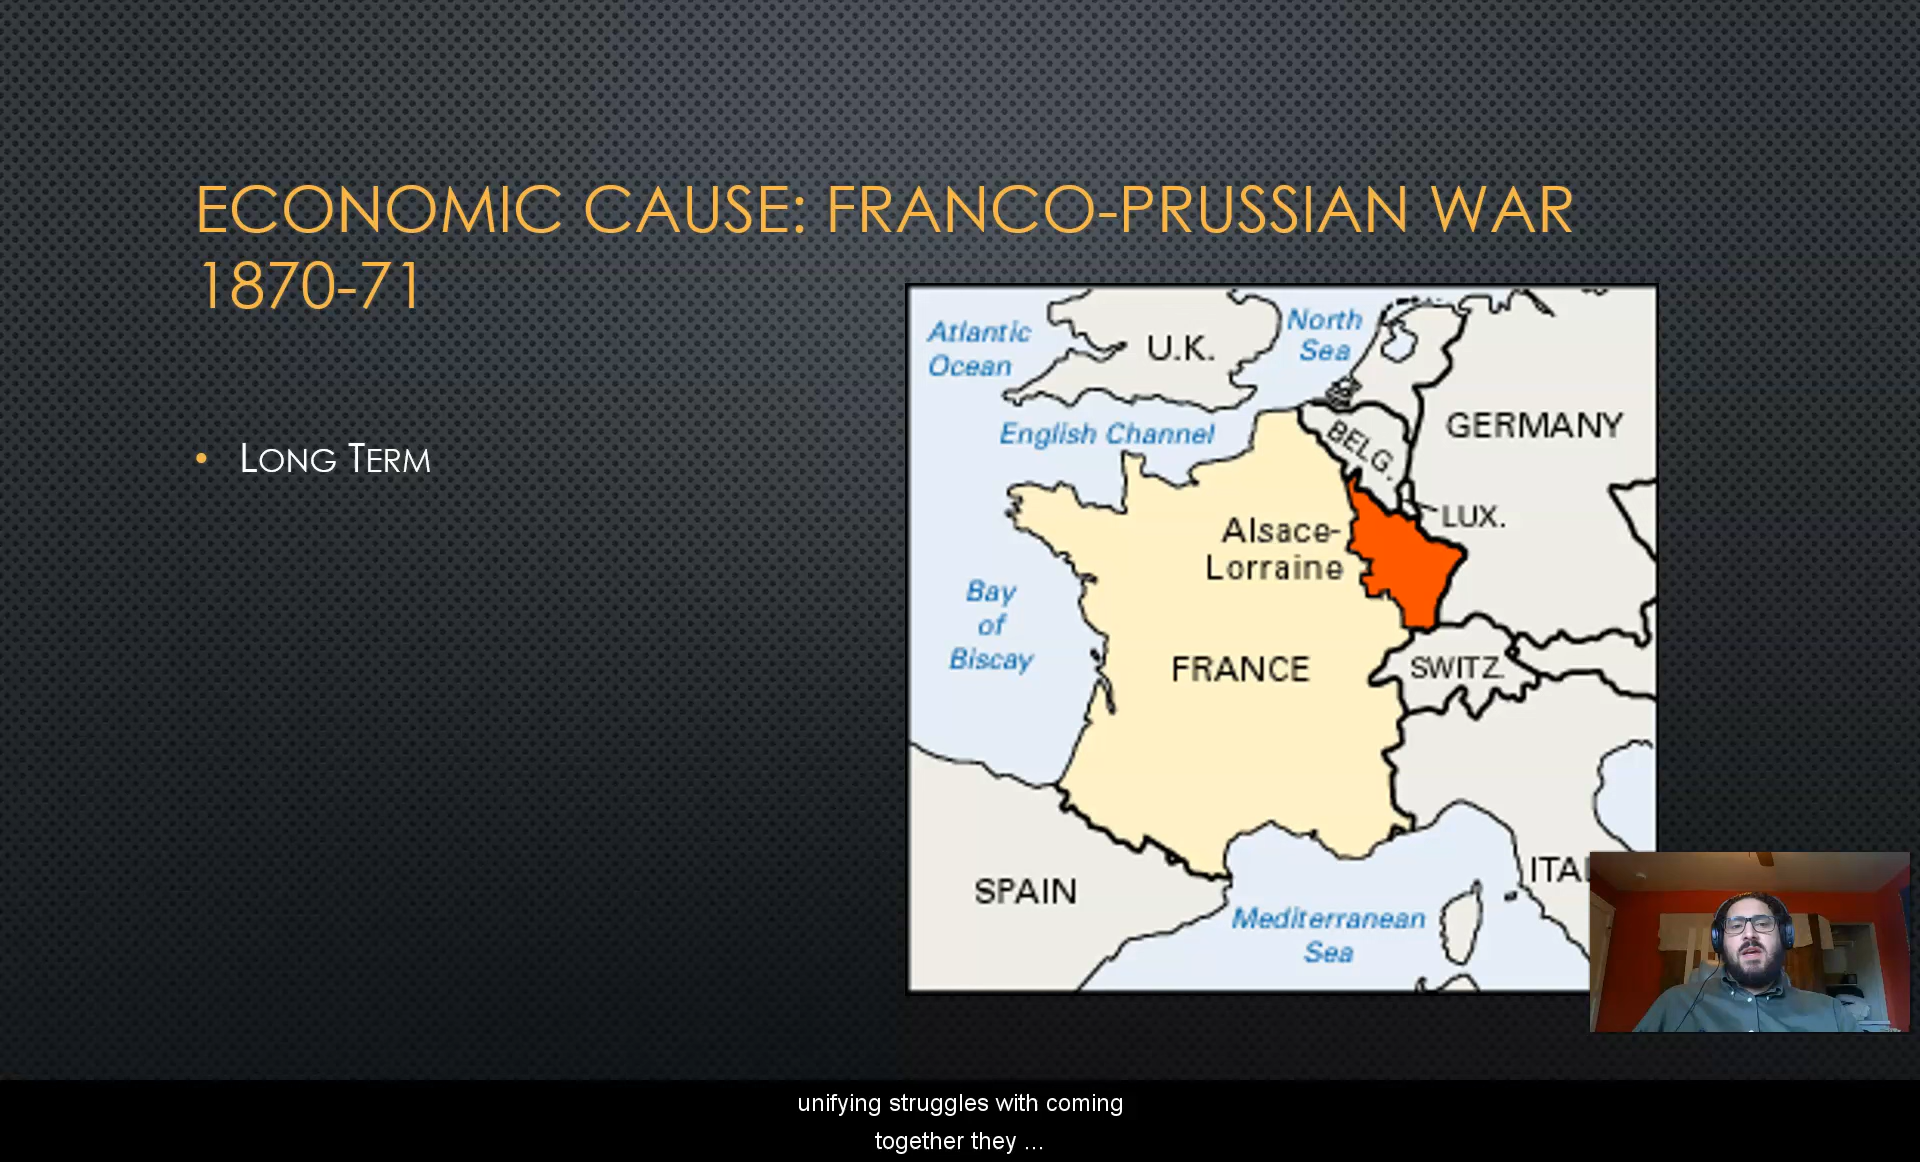 ECONOMIC CAUSE: FRANCO-PRUSSIAN WAR
1870-71
• LONG TERM
Atlantic
Ocean
U.K.
North
Sea
English Channel
BELG.
GERMANY
LUX.
Alsace-
Lorraine
Bay
of
Biscay
FRANCE
SWITZ.
SPAIN
ITAL
Mediterranean
Sea
unifying struggles with coming
together they ...